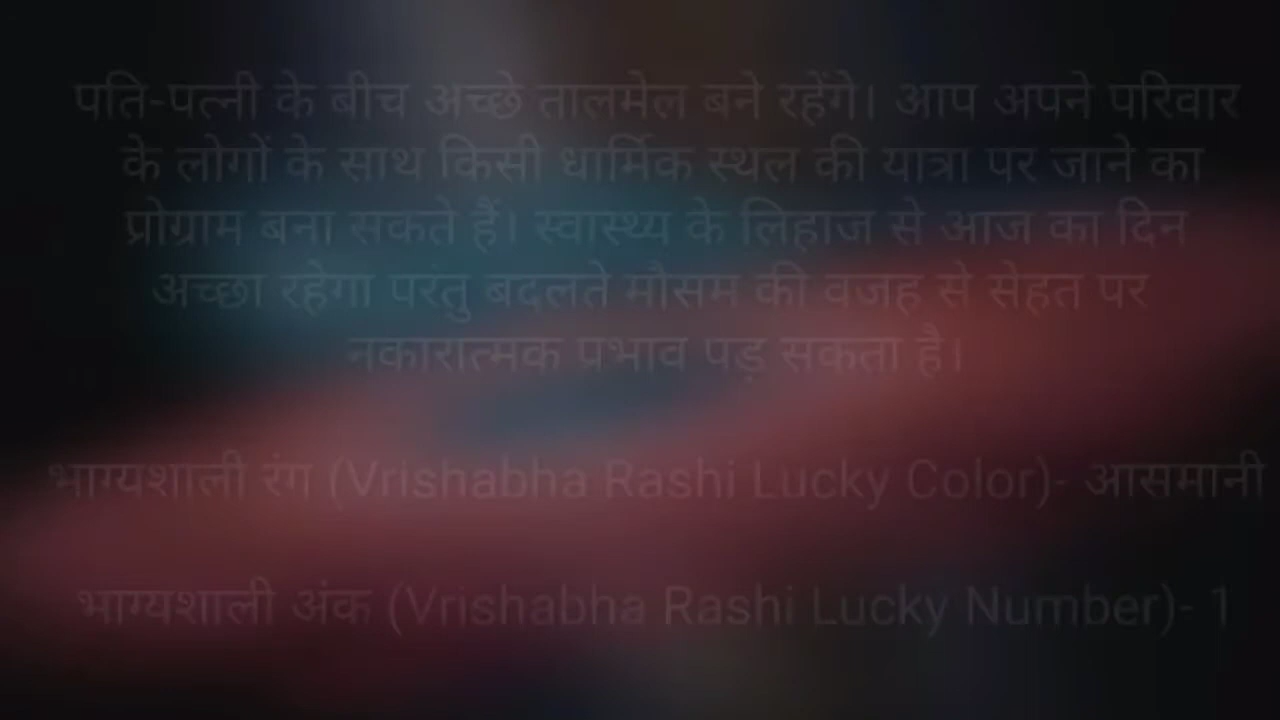 पति-पत्नी के बीच अच्छे तालमेल बने रहेंगे। आप अपने परिवार
के लोगों के साथ किसी धार्मिक स्थल की यात्रा पर जाने का
प्रोग्राम बना सकते हैं। स्वास्थ्य के लिहाज से आज का दिन
अच्छा रहेगा परंतु बदलते मौसम की वजह से सेहत पर
नकारात्मक प्रभाव पड़ सकता है।
भाग्यशाली रंग (Vrishabha Rashi Lucky Color)- आसमानी
भाग्यशाली अंक (Vrishabha Rashi Lucky Number)- 1